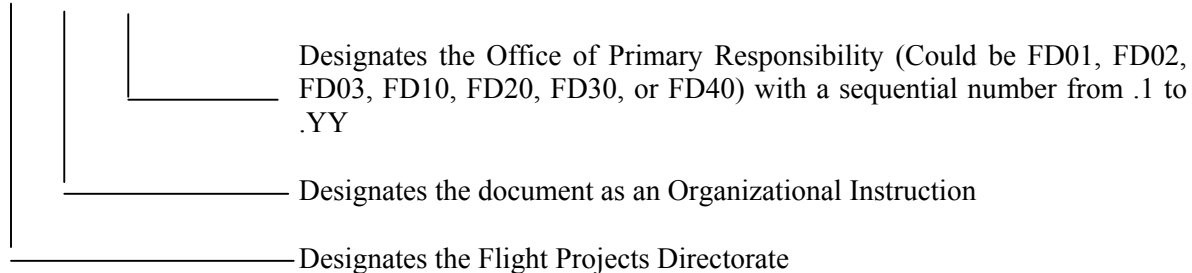 Designates the Office of Primary Responsibility (Could be FD01, FD02,
FD03, FD10, FD20, FD30, or FD40) with a sequential number from .1 to
.YY
Designates the document as an Organizational Instruction
Designates the Flight Projects Directorate